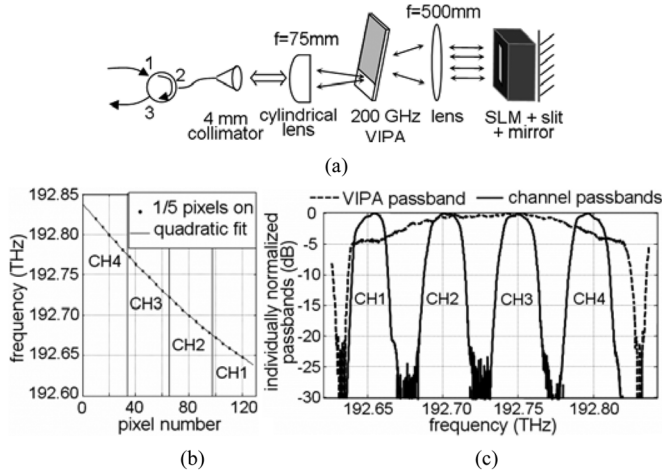 f=500mm
f=75mm
1
2
3
4 mm
collimator
cylindrical
lens
200 GHz
VIPA
lens
SLM + slit
+ mirror
(a)
frequency (THz)
192.85
192.80
192.75
192.70
192.65
192.60
1/5 pixels on
quadratic fit
CH4
CH3
CH2
CH1
0 40 80 120
pixel number
(b)
VIPA passband
channel passbands
individually normalized
passbands (dB)
0
-5
-10
-15
-20
-25
-30
CH1
CH2
CH3
CH4
192.65 192.70 192.75 192.80
frequency (THz)
(c)